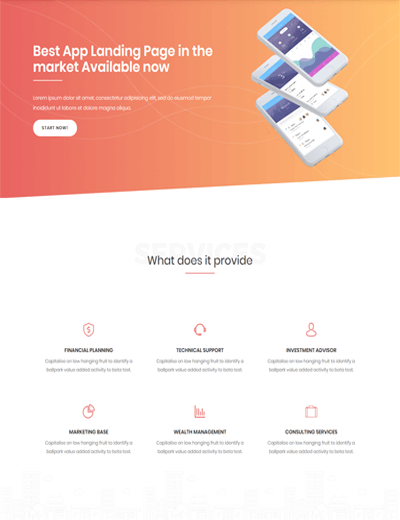 Best App Landing Page in the
market Available now
Lorem ipsum dolor sit amet, consectetur adipiscing elit, sed do eiusmod tempor
incididunt ut labore et dolore magna aliqua.
START NOW!
SERVICES
What does it provide
FINANCIAL PLANNING
Capitalise on low hanging fruit to identify a
ballpark value added activity to beta test.
TECHNICAL SUPPORT
Capitalise on low hanging fruit to identify a
ballpark value added activity to beta test.
INVESTMENT ADVISOR
Capitalise on low hanging fruit to identify a
ballpark value added activity to beta test.
MARKETING BASE
Capitalise on low hanging fruit to identify a
ballpark value added activity to beta test.
WEALTH MANAGEMENT
Capitalise on low hanging fruit to identify a
ballpark value added activity to beta test.
CONSULTING SERVICES
Capitalise on low hanging fruit to identify a
ballpark value added activity to beta test.